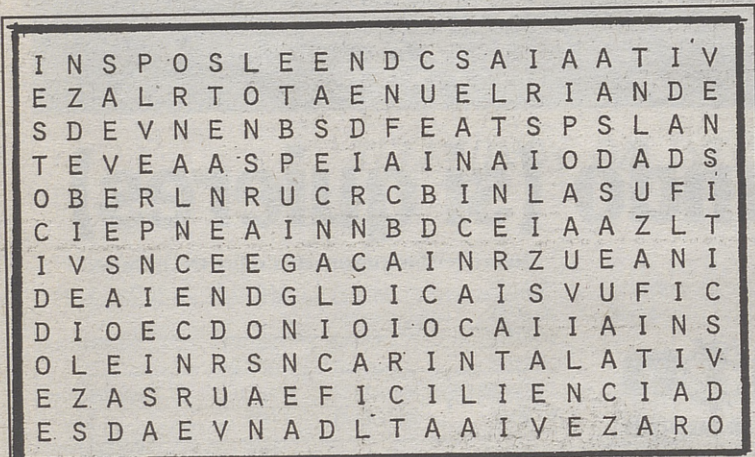 I N S P O S L E E N D C S A I A A T I V
E Z A L R T O T A E N U E L R I A N D E
S D E V N E N B S D F E A T S P S L A N
T E V E A A S P E I A I N A I O D A D S
O B E R L N R U C R C B I N L A S U F I
C I E P N E A I N N B D C E I A A Z L T
I V S N C E E G A C A I N R Z U E A N I
D E A I E N D G L D I C A I S V U F I C
D I O E C D O N I O I O C A I I A I N S
O L E I N R S N C A R I N T A L A T I V
E Z A S R U A E F I C I L I E N C I A D
E S D A E V N A D L T A A I V E Z A R O